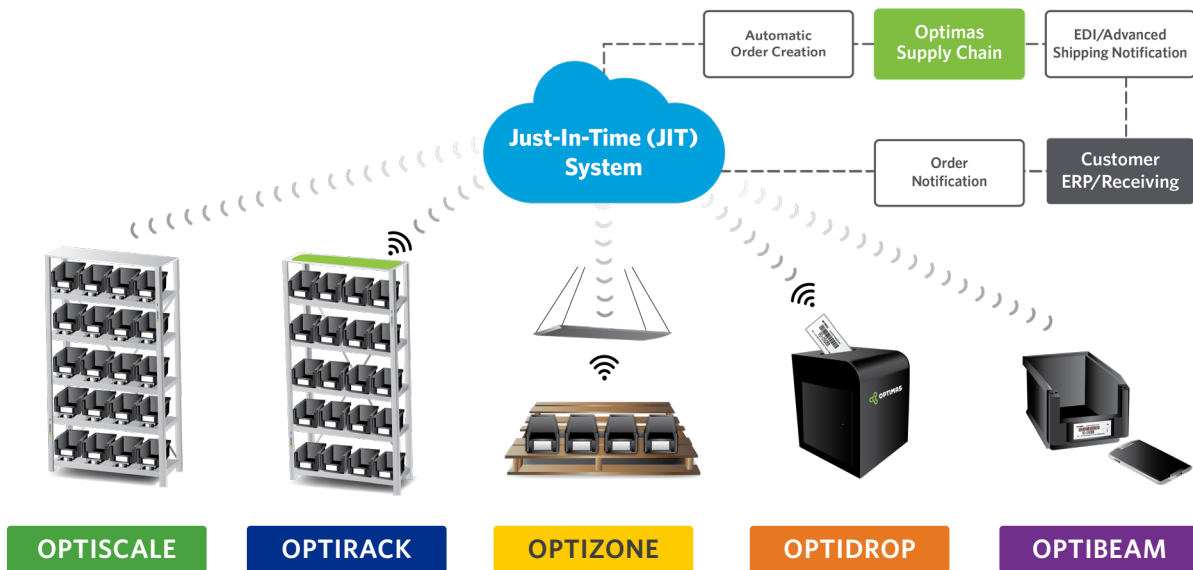 Automatic
Order Creation
Optimas
Supply Chain
EDI/Advanced
Shipping Notification
Just-In-Time (JIT)
System
Order
Notification
Customer
ERP/Receiving
OPTIMAS
OPTISCALE
OPTIRACK
OPTIZONE
OPTIDROP
OPTIBEAM